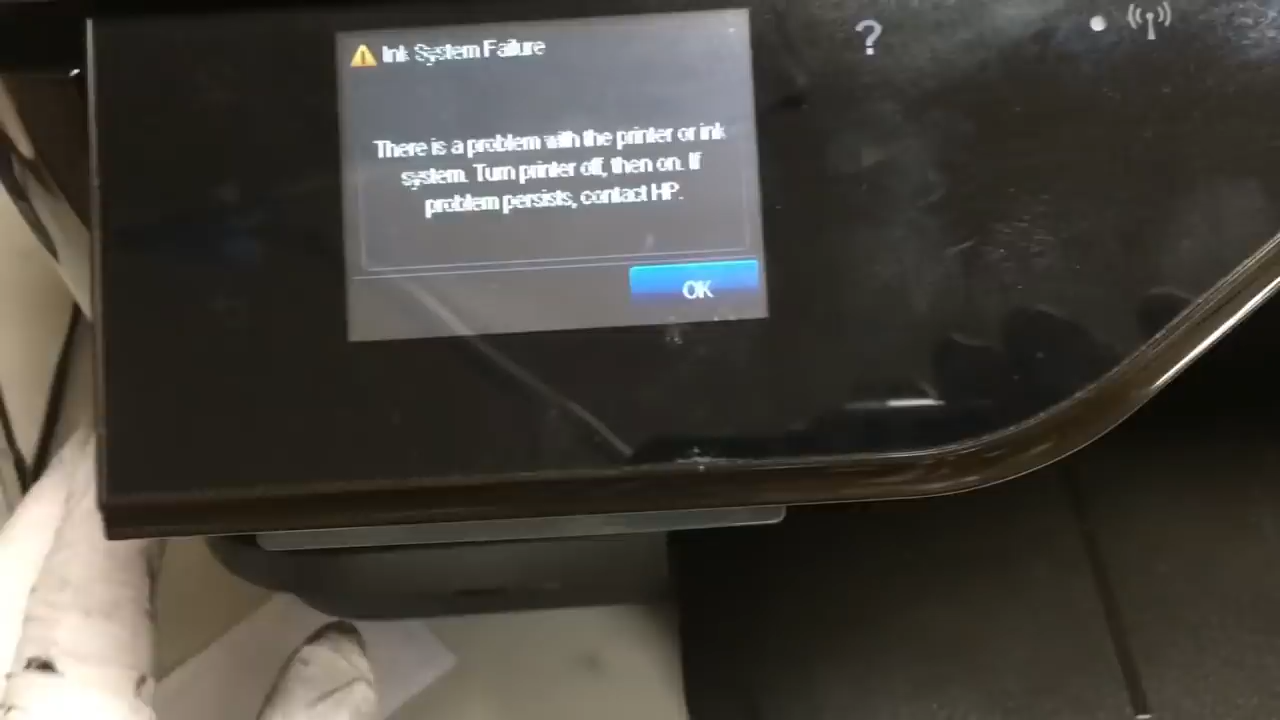 Ink System Failure
There is a problem with the printer or ink
system. Turn printer off, then on. If
problem persists, contact HP.
OK
?